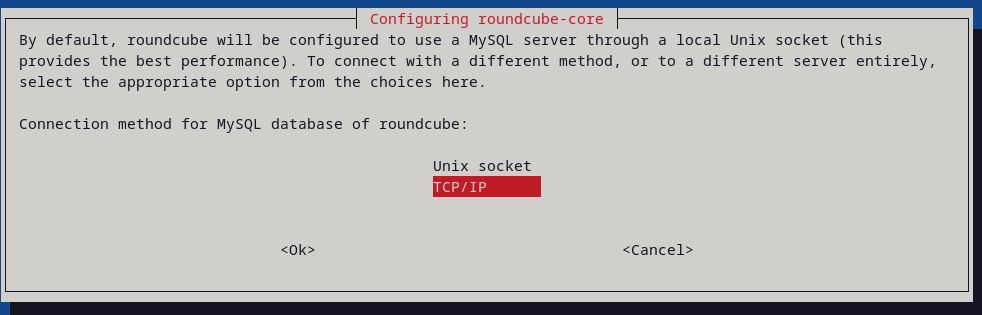 Configuring roundcube-core
By default, roundcube will be configured to use a MySQL server through a local Unix socket (this
provides the best performance). To connect with a different method, or to a different server entirely,
select the appropriate option from the choices here.
Connection method for MySQL database of roundcube:
Unix socket
TCP/IP
<Ok> <Cancel>